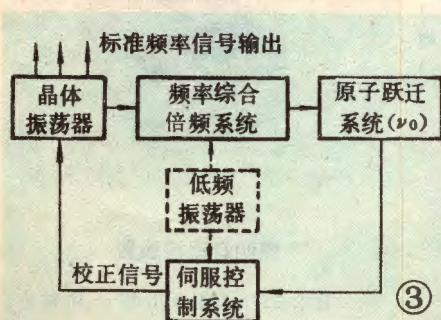 标准频率信号输出
晶体
振荡器
频率综合
倍频系统
原子跃迁
系统(ν₀)
低频
振荡器
校正信号
伺服控
制系统
③